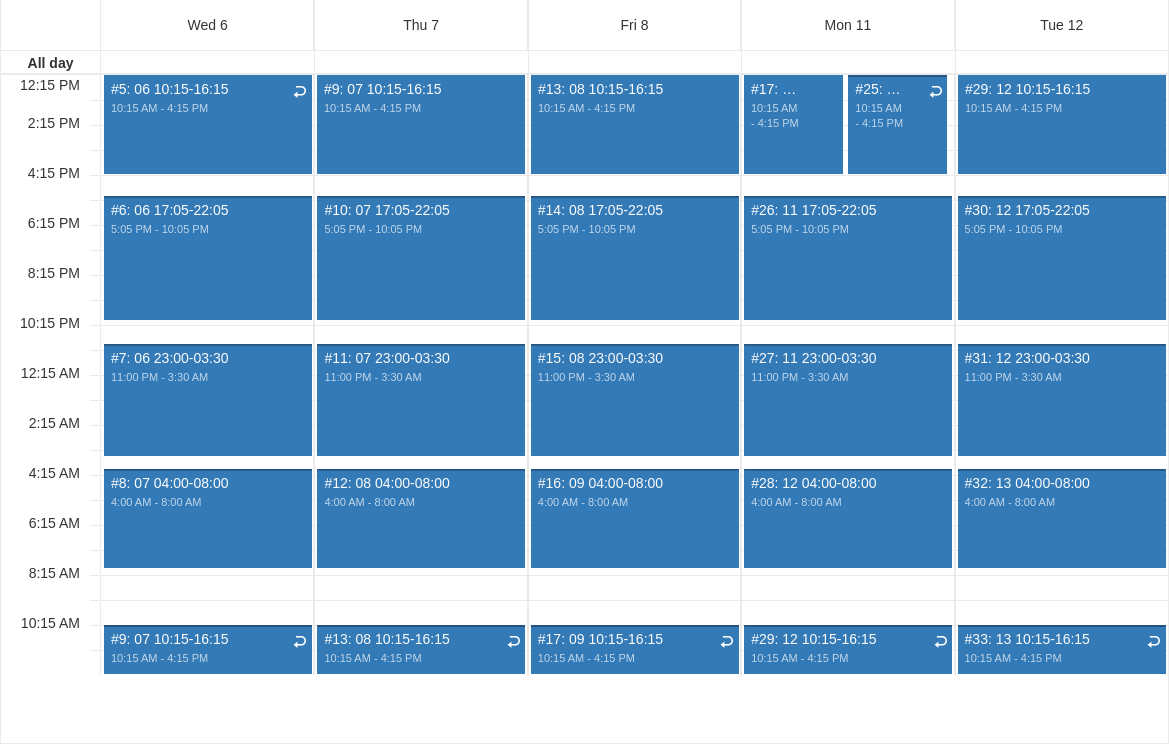 Wed 6 Thu 7 Fri 8 Mon 11 Tue 12
All day
12:15 PM
2:15 PM
4:15 PM
6:15 PM
8:15 PM
10:15 PM
12:15 AM
2:15 AM
4:15 AM
6:15 AM
8:15 AM
10:15 AM
#5: 06 10:15-16:15
10:15 AM - 4:15 PM
#6: 06 17:05-22:05
5:05 PM - 10:05 PM
#7: 06 23:00-03:30
11:00 PM - 3:30 AM
#8: 07 04:00-08:00
4:00 AM - 8:00 AM
#9: 07 10:15-16:15
10:15 AM - 4:15 PM
#9: 07 10:15-16:15
10:15 AM - 4:15 PM
#10: 07 17:05-22:05
5:05 PM - 10:05 PM
#11: 07 23:00-03:30
11:00 PM - 3:30 AM
#12: 08 04:00-08:00
4:00 AM - 8:00 AM
#13: 08 10:15-16:15
10:15 AM - 4:15 PM
#13: 08 10:15-16:15
10:15 AM - 4:15 PM
#14: 08 17:05-22:05
5:05 PM - 10:05 PM
#15: 08 23:00-03:30
11:00 PM - 3:30 AM
#16: 09 04:00-08:00
4:00 AM - 8:00 AM
#17: 09 10:15-16:15
10:15 AM - 4:15 PM
#17: …
10:15 AM
- 4:15 PM
#25: …
10:15 AM
- 4:15 PM
#26: 11 17:05-22:05
5:05 PM - 10:05 PM
#27: 11 23:00-03:30
11:00 PM - 3:30 AM
#28: 12 04:00-08:00
4:00 AM - 8:00 AM
#29: 12 10:15-16:15
10:15 AM - 4:15 PM
#29: 12 10:15-16:15
10:15 AM - 4:15 PM
#30: 12 17:05-22:05
5:05 PM - 10:05 PM
#31: 12 23:00-03:30
11:00 PM - 3:30 AM
#32: 13 04:00-08:00
4:00 AM - 8:00 AM
#33: 13 10:15-16:15
10:15 AM - 4:15 PM